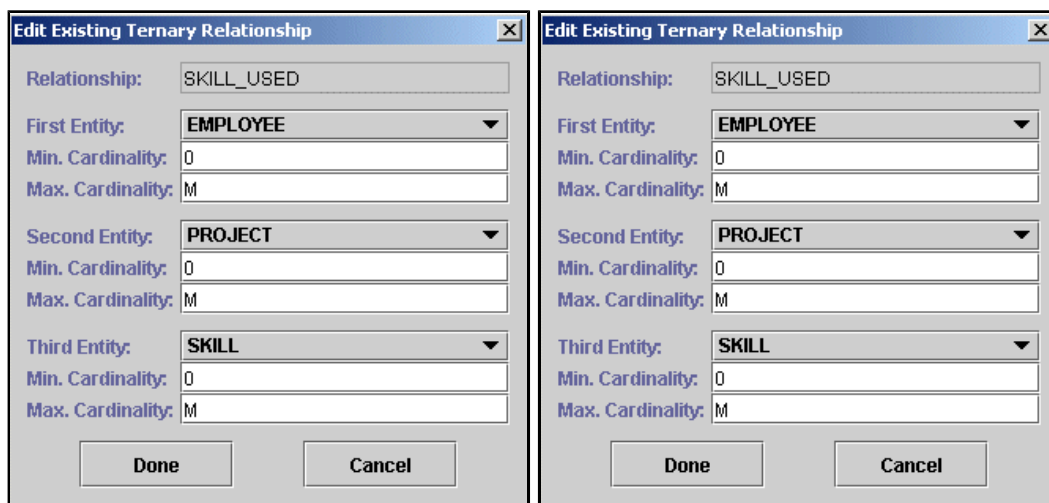 Edit Existing Ternary Relationship
Relationship: SKILL_USED
First Entity: EMPLOYEE
Min. Cardinality: 0
Max. Cardinality: M
Second Entity: PROJECT
Min. Cardinality: 0
Max. Cardinality: M
Third Entity: SKILL
Min. Cardinality: 0
Max. Cardinality: M
Done Cancel
Edit Existing Ternary Relationship
Relationship: SKILL_USED
First Entity: EMPLOYEE
Min. Cardinality: 0
Max. Cardinality: M
Second Entity: PROJECT
Min. Cardinality: 0
Max. Cardinality: M
Third Entity: SKILL
Min. Cardinality: 0
Max. Cardinality: M
Done Cancel